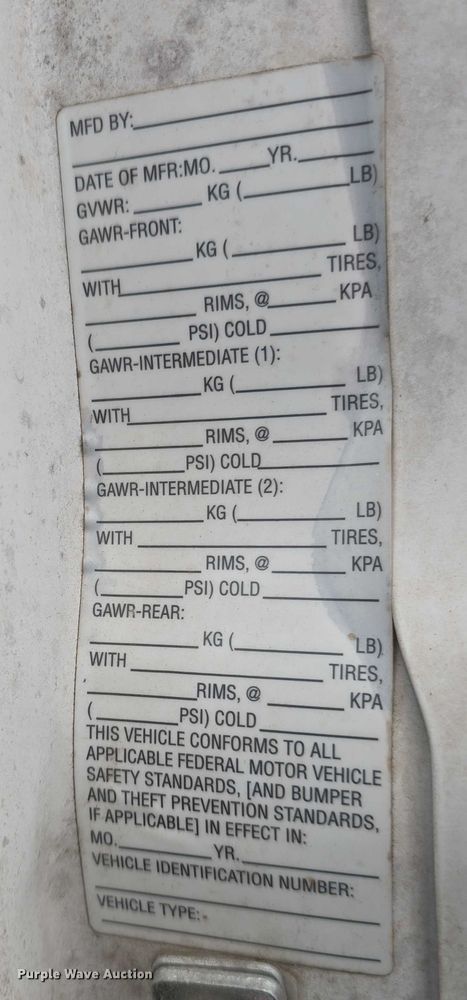 MFD BY:
DATE OF MFR:MO. YR.
GVWR: KG ( LB)
GAWR-FRONT:
KG ( LB)
WITH TIRES,
RIMS, @ KPA
( PSI) COLD
GAWR-INTERMEDIATE (1):
KG ( LB)
WITH TIRES,
RIMS, @ KPA
( PSI) COLD
GAWR-INTERMEDIATE (2):
KG ( LB)
WITH TIRES,
RIMS, @ KPA
( PSI) COLD
GAWR-REAR:
KG ( LB)
WITH TIRES,
RIMS, @ KPA
( PSI) COLD
THIS VEHICLE CONFORMS TO ALL
APPLICABLE FEDERAL MOTOR VEHICLE
SAFETY STANDARDS, [AND BUMPER
AND THEFT PREVENTION STANDARDS,
IF APPLICABLE] IN EFFECT IN:
MO. YR.
VEHICLE IDENTIFICATION NUMBER:
VEHICLE TYPE:
Purple Wave Auction